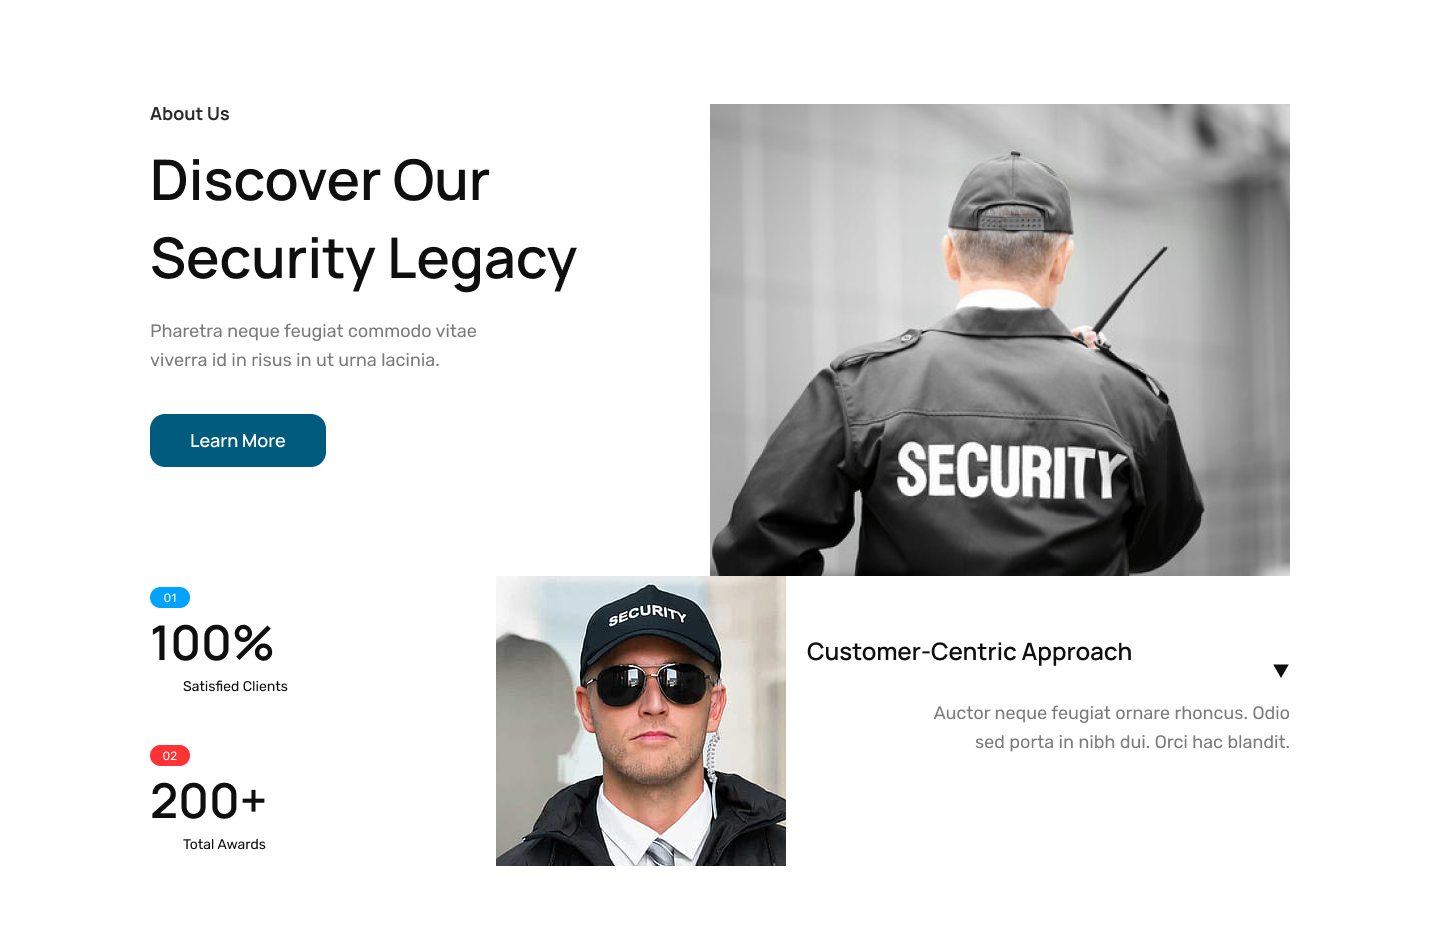 About Us
Discover Our
Security Legacy
Pharetra neque feugiat commodo vitae
viverra id in risus in ut urna lacinia.
Learn More
SECURITY
01
100%
Satisfied Clients
02
200+
Total Awards
SECURITY
Customer-Centric Approach
Auctor neque feugiat ornare rhoncus. Odio
sed porta in nibh dui. Orci hac blandit.